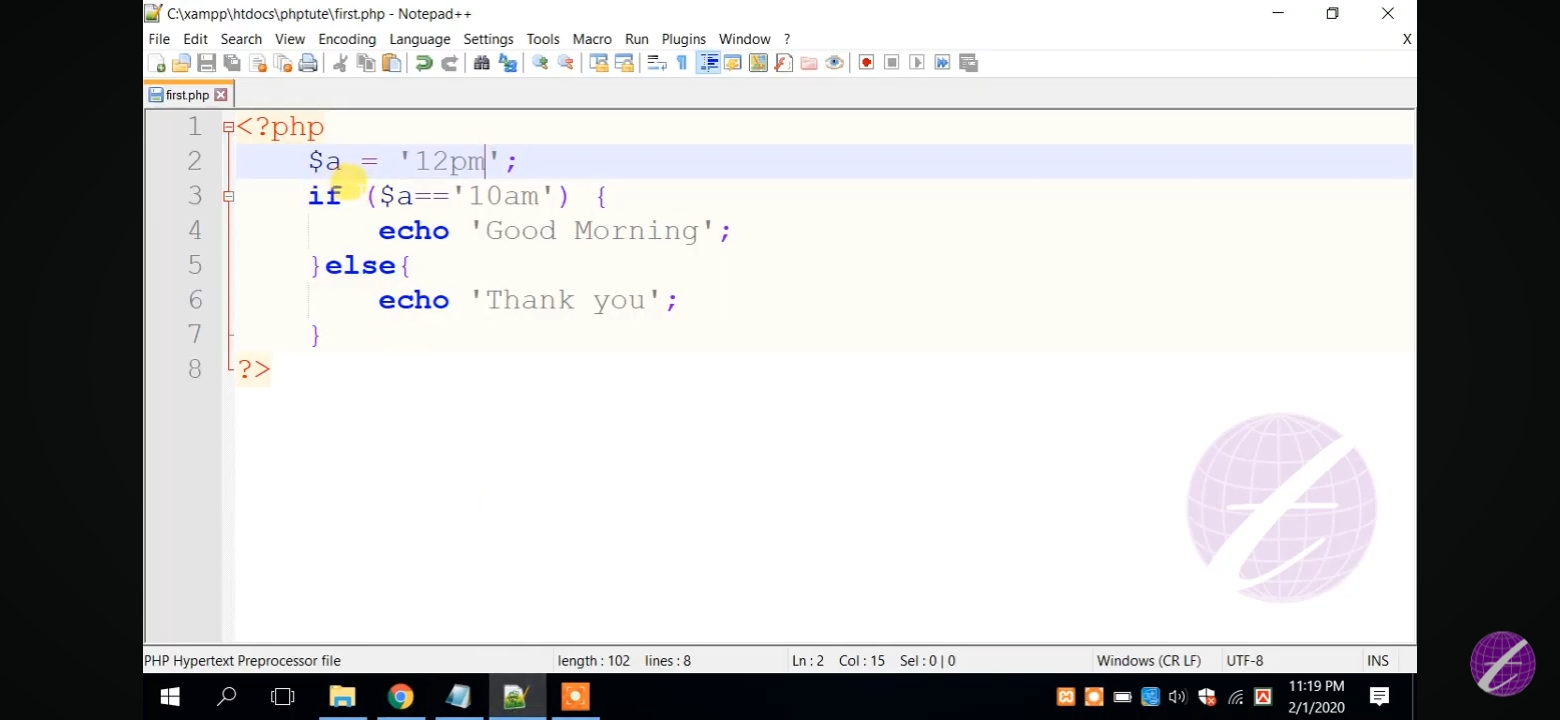 C:\xampp\htdocs\phptute\first.php - Notepad++
File Edit Search View Encoding Language Settings Tools Macro Run Plugins Window ? X
first.php
1 <?php
2 $a = '12pm';
3 if ($a=='10am') {
4 echo 'Good Morning';
5 }else{
6 echo 'Thank you';
7 }
8 ?>
PHP Hypertext Preprocessor file length : 102 lines : 8 Ln : 2 Col : 15 Sel : 0 | 0 Windows (CR LF) UTF-8 INS
11:19 PM
2/1/2020